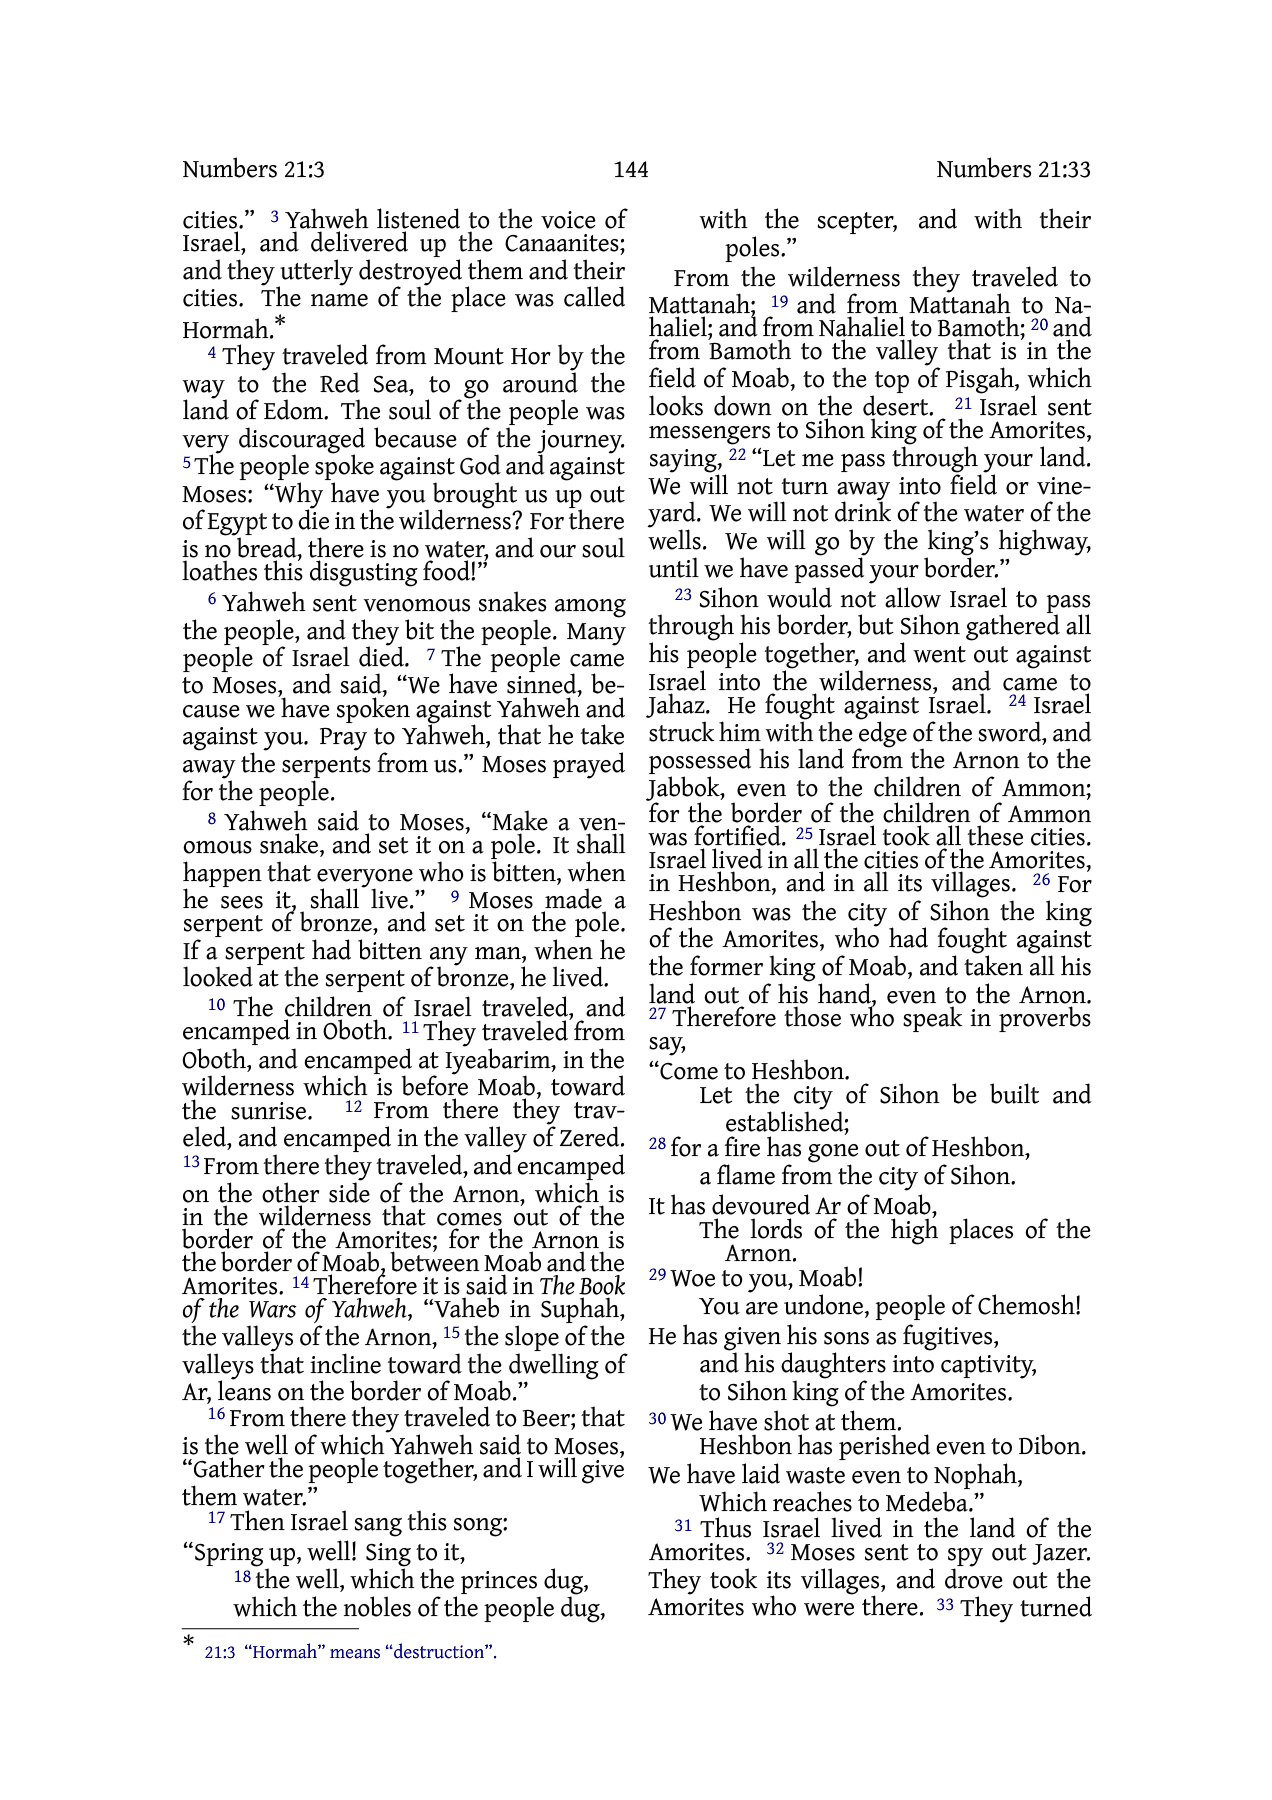 Numbers 21:3 144 Numbers 21:33
cities.” 3 Yahweh listened to the voice of
Israel, and delivered up the Canaanites;
and they utterly destroyed them and their
cities. The name of the place was called
Hormah.*
4 They traveled from Mount Hor by the
way to the Red Sea, to go around the
land of Edom. The soul of the people was
very discouraged because of the journey.
5 The people spoke against God and against
Moses: “Why have you brought us up out
of Egypt to die in the wilderness? For there
is no bread, there is no water, and our soul
loathes this disgusting food!”
6 Yahweh sent venomous snakes among
the people, and they bit the people. Many
people of Israel died. 7 The people came
to Moses, and said, “We have sinned, be-
cause we have spoken against Yahweh and
against you. Pray to Yahweh, that he take
away the serpents from us.” Moses prayed
for the people.
8 Yahweh said to Moses, “Make a ven-
omous snake, and set it on a pole. It shall
happen that everyone who is bitten, when
he sees it, shall live.” 9 Moses made a
serpent of bronze, and set it on the pole.
If a serpent had bitten any man, when he
looked at the serpent of bronze, he lived.
10 The children of Israel traveled, and
encamped in Oboth. 11 They traveled from
Oboth, and encamped at Iyeabarim, in the
wilderness which is before Moab, toward
the sunrise. 12 From there they trav-
eled, and encamped in the valley of Zered.
13 From there they traveled, and encamped
on the other side of the Arnon, which is
in the wilderness that comes out of the
border of the Amorites; for the Arnon is
the border of Moab, between Moab and the
Amorites. 14 Therefore it is said in The Book
of the Wars of Yahweh, “Vaheb in Suphah,
the valleys of the Arnon, 15 the slope of the
valleys that incline toward the dwelling of
Ar, leans on the border of Moab.”
16 From there they traveled to Beer; that
is the well of which Yahweh said to Moses,
“Gather the people together, and I will give
them water.”
17 Then Israel sang this song:
“Spring up, well! Sing to it,
18 the well, which the princes dug,
which the nobles of the people dug,
* 21:3 “Hormah” means “destruction”.
with the scepter, and with their
poles.”
From the wilderness they traveled to
Mattanah; 19 and from Mattanah to Na-
haliel; and from Nahaliel to Bamoth; 20 and
from Bamoth to the valley that is in the
field of Moab, to the top of Pisgah, which
looks down on the desert. 21 Israel sent
messengers to Sihon king of the Amorites,
saying, 22 “Let me pass through your land.
We will not turn away into field or vine-
yard. We will not drink of the water of the
wells. We will go by the king’s highway,
until we have passed your border.”
23 Sihon would not allow Israel to pass
through his border, but Sihon gathered all
his people together, and went out against
Israel into the wilderness, and came to
Jahaz. He fought against Israel. 24 Israel
struck him with the edge of the sword, and
possessed his land from the Arnon to the
Jabbok, even to the children of Ammon;
for the border of the children of Ammon
was fortified. 25 Israel took all these cities.
Israel lived in all the cities of the Amorites,
in Heshbon, and in all its villages. 26 For
Heshbon was the city of Sihon the king
of the Amorites, who had fought against
the former king of Moab, and taken all his
land out of his hand, even to the Arnon.
27 Therefore those who speak in proverbs
say,
“Come to Heshbon.
Let the city of Sihon be built and
established;
28 for a fire has gone out of Heshbon,
a flame from the city of Sihon.
It has devoured Ar of Moab,
The lords of the high places of the
Arnon.
29 Woe to you, Moab!
You are undone, people of Chemosh!
He has given his sons as fugitives,
and his daughters into captivity,
to Sihon king of the Amorites.
30 We have shot at them.
Heshbon has perished even to Dibon.
We have laid waste even to Nophah,
Which reaches to Medeba.”
31 Thus Israel lived in the land of the
Amorites. 32 Moses sent to spy out Jazer.
They took its villages, and drove out the
Amorites who were there. 33 They turned